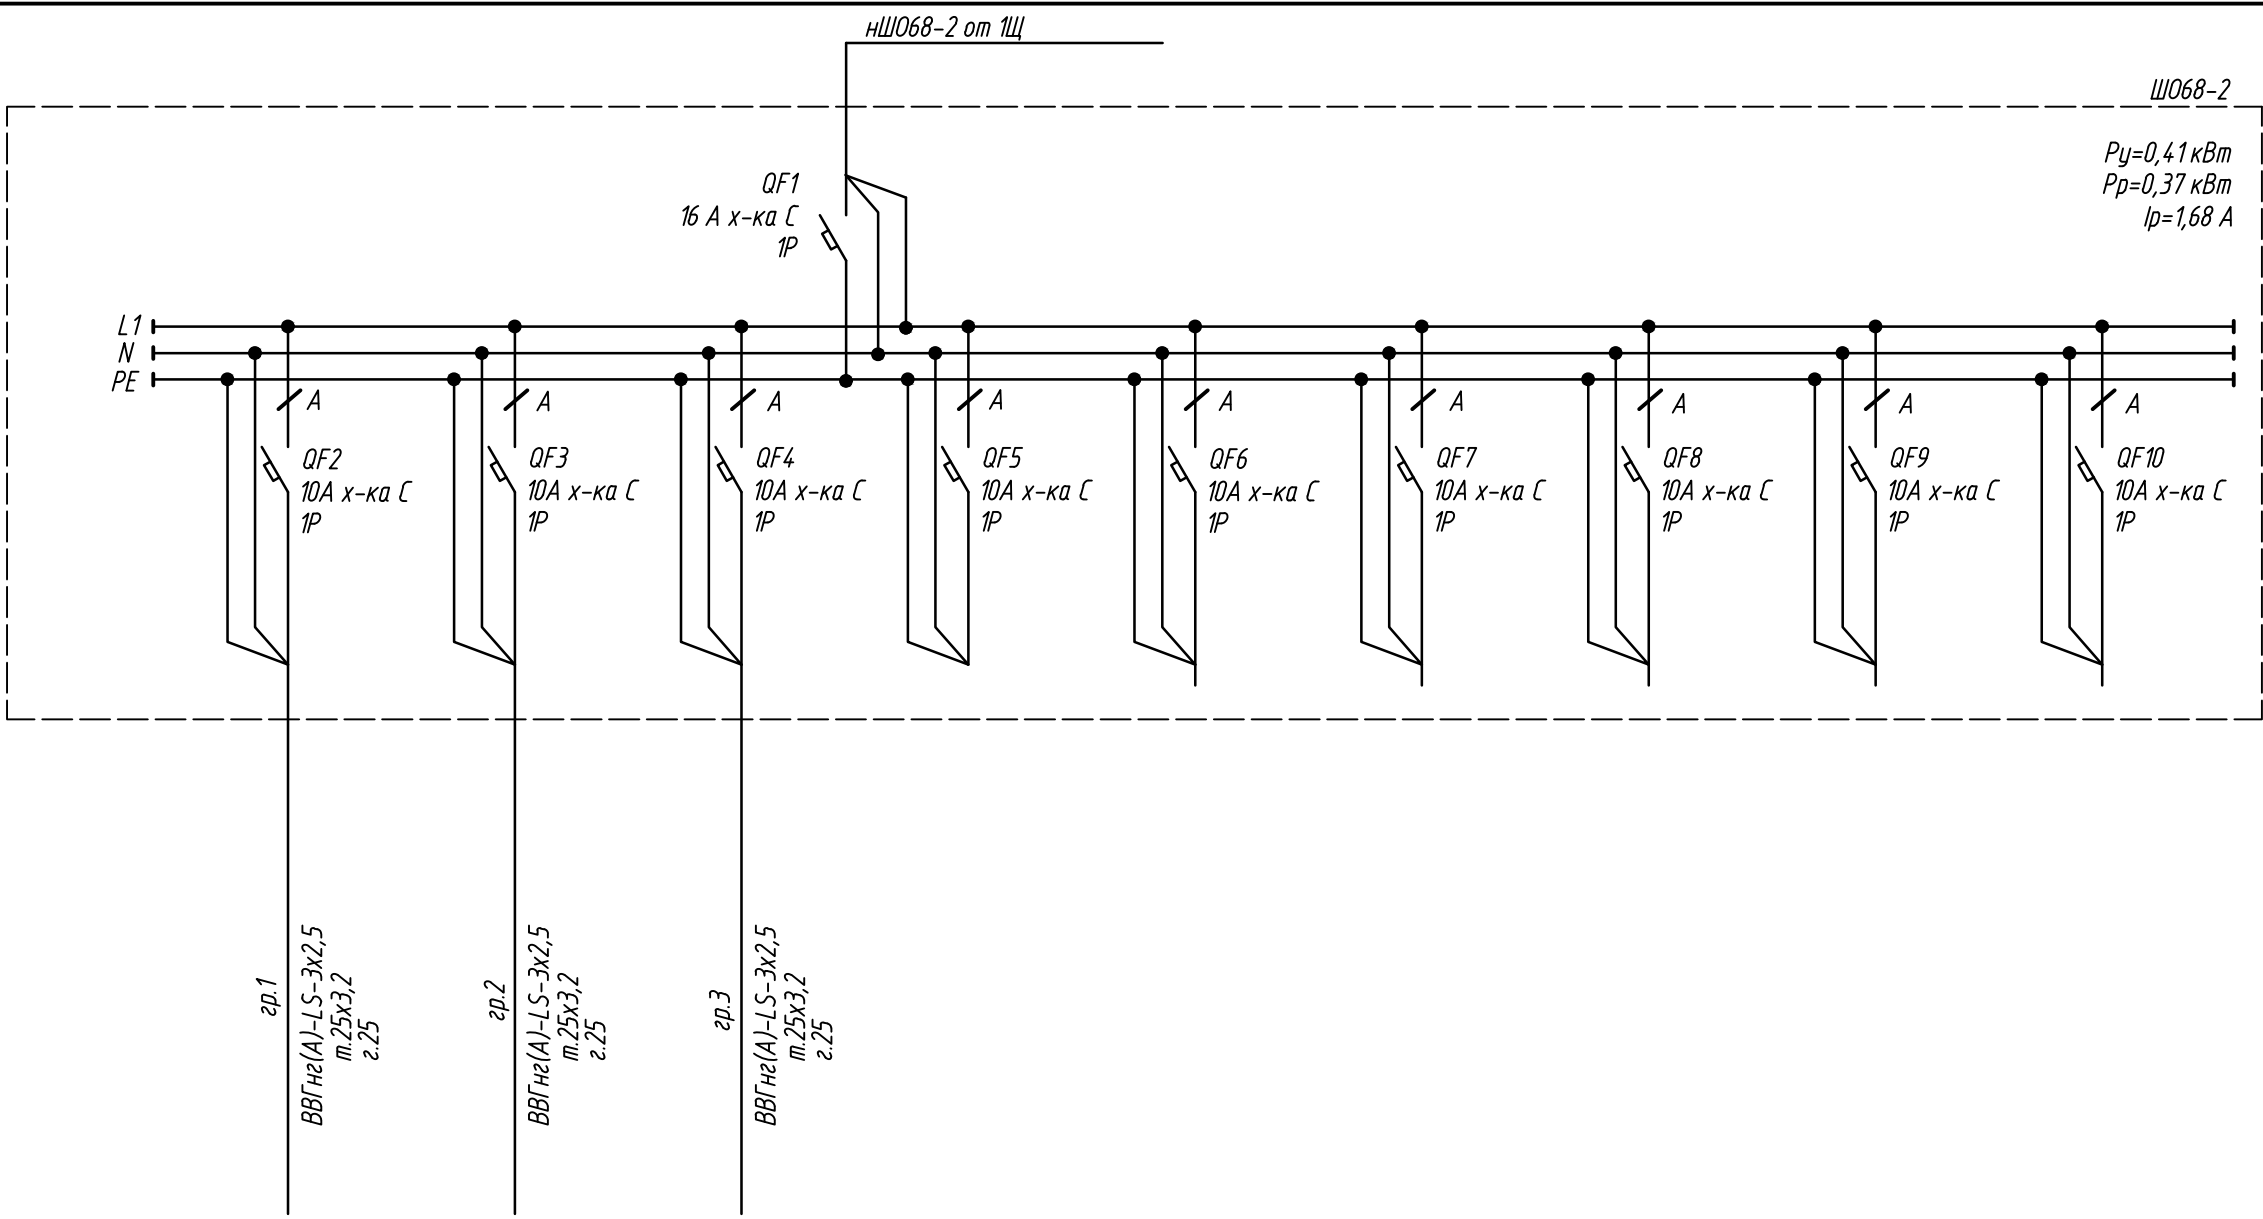 нШО68-2 от 1Щ
ШО68-2
Ру=0,41 кВт
Рр=0,37 кВт
Iр=1,68 А
QF1
16 А х-ка С
1Р
L1
N
PE
А
А
А
А
А
А
А
А
А
QF2
10А х-ка С
1Р
QF3
10А х-ка С
1Р
QF4
10А х-ка С
1Р
QF5
10А х-ка С
1Р
QF6
10А х-ка С
1Р
QF7
10А х-ка С
1Р
QF8
10А х-ка С
1Р
QF9
10А х-ка С
1Р
QF10
10А х-ка С
1Р
гр.1
ВВГнг(А)-LS-3х2,5
т.25х3,2
г.25
гр.2
ВВГнг(А)-LS-3х2,5
т.25х3,2
г.25
гр.3
ВВГнг(А)-LS-3х2,5
т.25х3,2
г.25